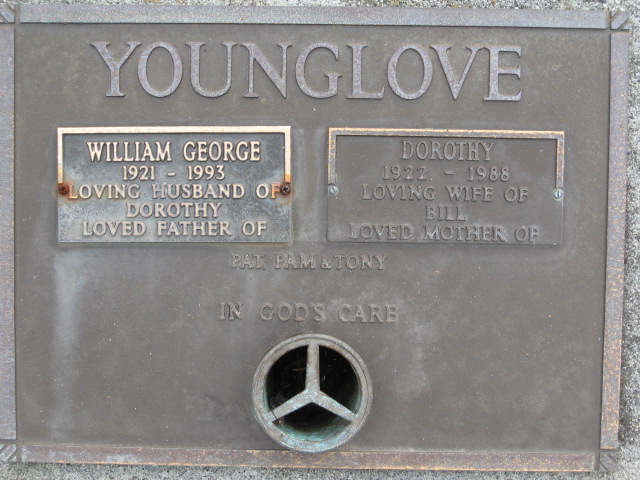 YOUNGLOVE
WILLIAM GEORGE
1921 - 1993
LOVING HUSBAND OF
DOROTHY
LOVED FATHER OF
DOROTHY
1922 - 1988
LOVING WIFE OF
BILL
LOVED MOTHER OF
PAT, PAM & TONY
IN GOD'S CARE